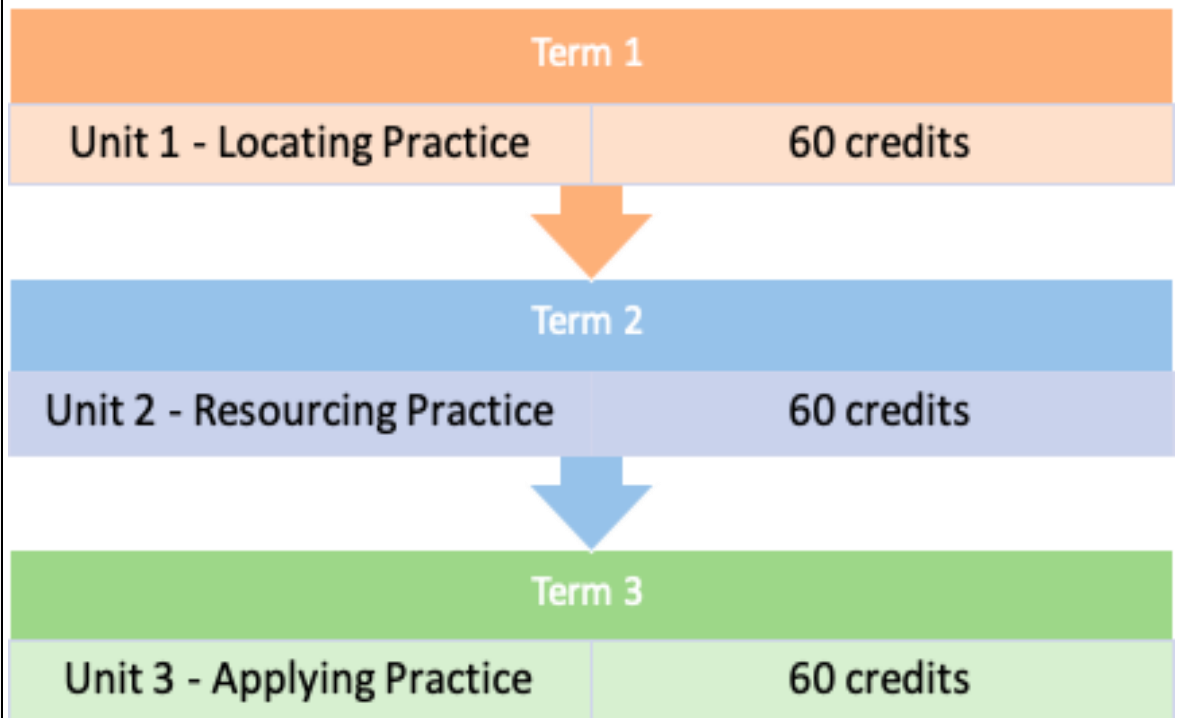 Term 1
Unit 1 - Locating Practice 60 credits
Term 2
Unit 2 - Resourcing Practice 60 credits
Term 3
Unit 3 - Applying Practice 60 credits